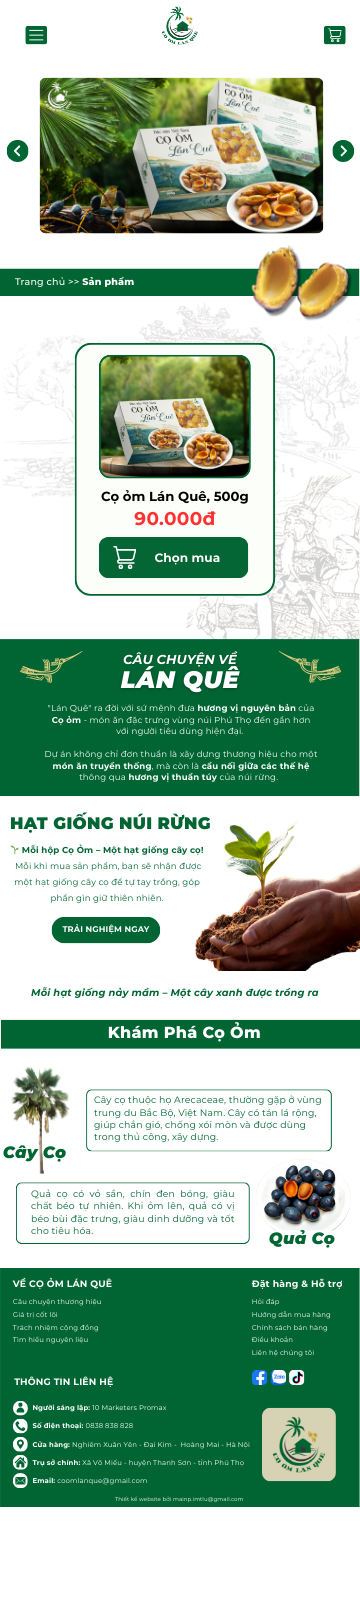 CỌ ỎM LÁN QUÊ
Đặc sản Việt Nam
CỌ ỎM
Lán Quê
Trang chủ >> Sản phẩm
CỌ ỎM
Lán Quê
Cọ ỏm Lán Quê, 500g
90.000đ
Chọn mua
CÂU CHUYỆN VỀ
LÁN QUÊ
"Lán Quê" ra đời với sứ mệnh đưa hương vị nguyên bản của
Cọ ỏm - món ăn đặc trưng vùng núi Phú Thọ đến gần hơn
với người tiêu dùng hiện đại.
Dự án không chỉ đơn thuần là xây dựng thương hiệu cho một
món ăn truyền thống, mà còn là cầu nối giữa các thế hệ
thông qua hương vị thuần túy của núi rừng.
HẠT GIỐNG NÚI RỪNG
Mỗi hộp Cọ Ỏm – Một hạt giống cây cọ!
Mỗi khi mua sản phẩm, bạn sẽ nhận được
một hạt giống cây cọ để tự tay trồng, góp
phần gìn giữ thiên nhiên.
TRẢI NGHIỆM NGAY
Mỗi hạt giống nảy mầm – Một cây xanh được trồng ra
Khám Phá Cọ Ỏm
Cây cọ thuộc họ Arecaceae, thường gặp ở vùng
trung du Bắc Bộ, Việt Nam. Cây có tán lá rộng,
giúp chắn gió, chống xói mòn và được dùng
trong thủ công, xây dựng.
Cây Cọ
Quả cọ có vỏ sần, chín đen bóng, giàu
chất béo tự nhiên. Khi ỏm lên, quả có vị
béo bùi đặc trưng, giàu dinh dưỡng và tốt
cho tiêu hóa.
Quả Cọ
VỀ CỌ ỎM LÁN QUÊ
Câu chuyện thương hiệu
Giá trị cốt lõi
Trách nhiệm cộng đồng
Tìm hiểu nguyên liệu
Đặt hàng & Hỗ trợ
Hỏi đáp
Hướng dẫn mua hàng
Chính sách bán hàng
Điều khoản
Liên hệ chúng tôi
Zalo
THÔNG TIN LIÊN HỆ
Người sáng lập: 10 Marketers Promax
Số điện thoại: 0838 838 828
Cửa hàng: Nghiêm Xuân Yên - Đại Kim - Hoàng Mai - Hà Nội
Trụ sở chính: Xã Võ Miếu - huyện Thanh Sơn - tỉnh Phú Thọ
Email: coomlanque@gmail.com
CỌ ỎM LÁN QUÊ
Thiết kế website bởi mainp.imtlu@gmail.com